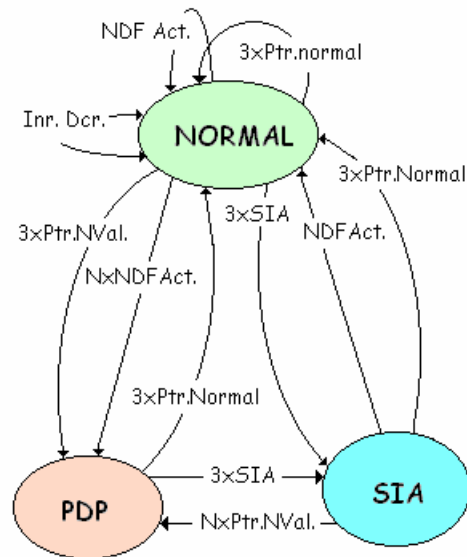 NDF Act.
3xPtr.normal
Inr. Dcr.
NORMAL
3xPtr.Normal
3xSIA
3xPtr.NVal.
NDFAct.
NxNDFAct.
3xPtr.Normal
3xSIA
SIA
PDP
NxPtr.NVal.